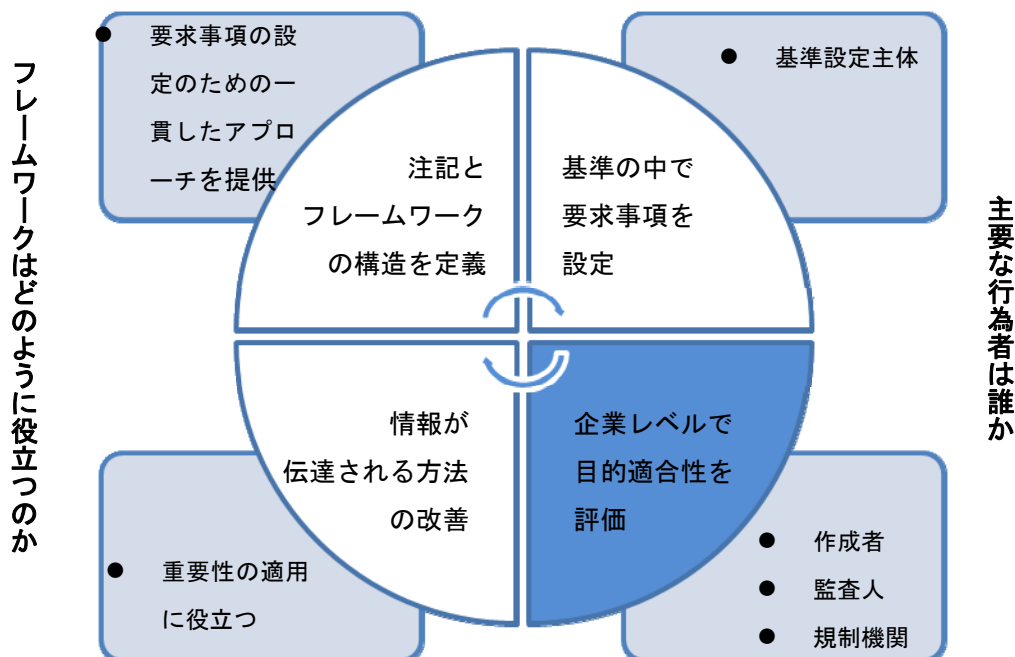 フレームワークはどのように役立つのか
● 要求事項の設
定のための一
貫したアプロ
ーチを提供
● 基準設定主体
注記と
フレームワーク
の構造を定義
基準の中で
要求事項を
設定
主要な行為者は誰か
情報が
伝達される方法
の改善
企業レベルで
目的適合性を
評価
● 重要性の適用
に役立つ
● 作成者
● 監査人
● 規制機関